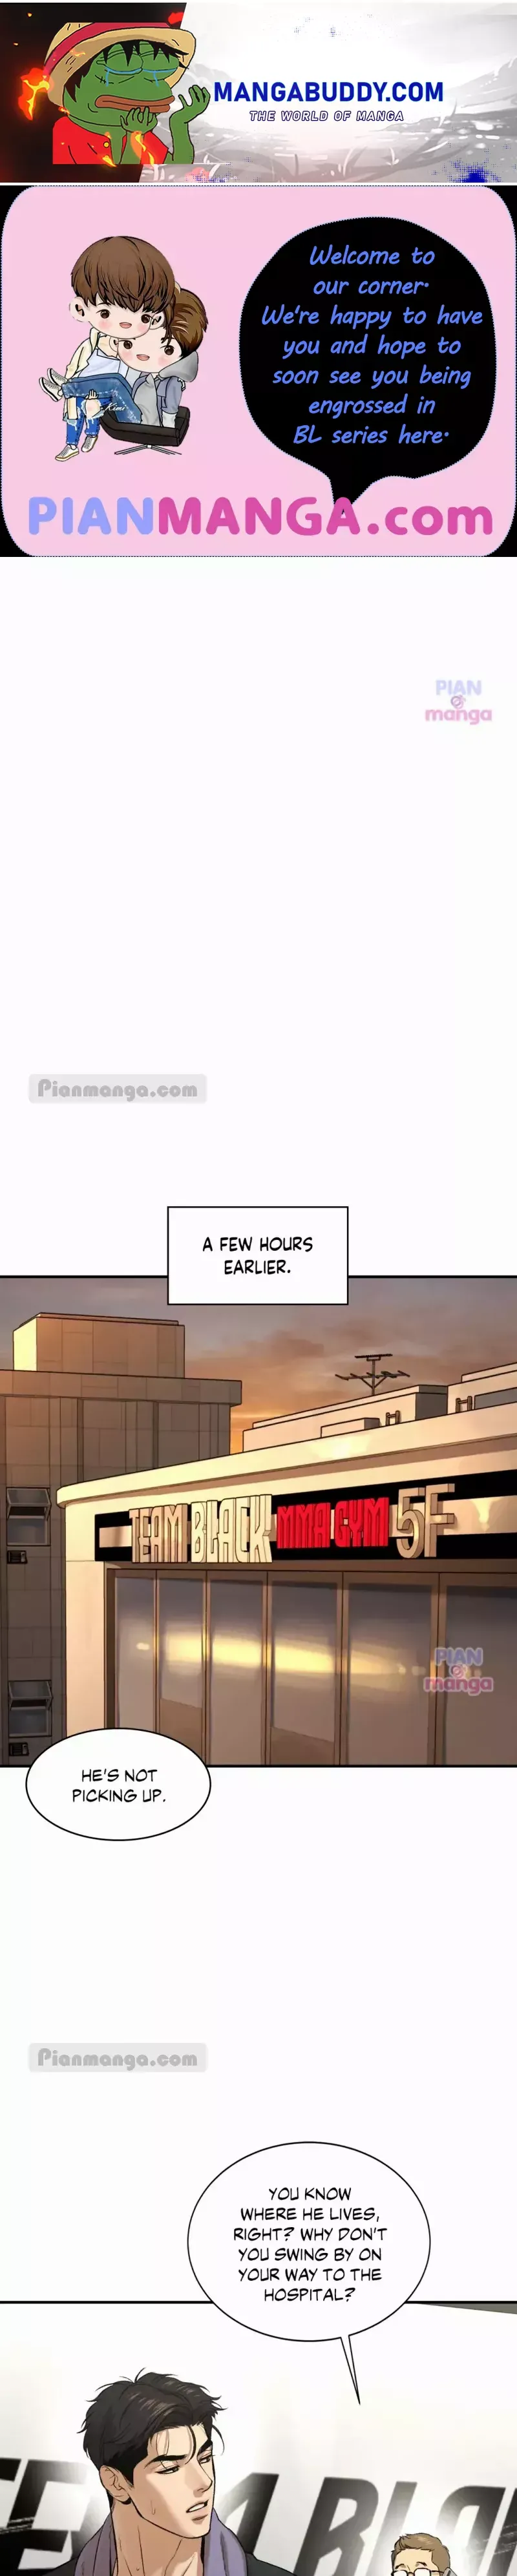 MANGABUDDY.COM
THE WORLD OF MANGA
Welcome to
our corner.
We're happy to have
you and hope to
soon see you being
engrossed in
BL series here.
Kimi
PIANMANGA.com
PIAN
manga
Pianmanga.com
A FEW HOURS
EARLIER.
TEAM BLACK MMA GYM 5F
PIAN
manga
HE'S NOT
PICKING UP.
Pianmanga.com
YOU KNOW
WHERE HE LIVES,
RIGHT? WHY DON'T
YOU SWING BY ON
YOUR WAY TO THE
HOSPITAL?